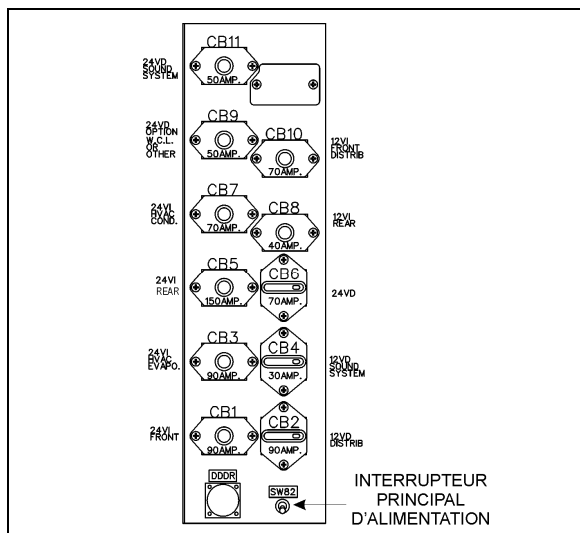 CB11
24VD
SOUND
SYSTEM
50AMP.
CB9
24VD
OPTION
W.C.L.
OR
OTHER
50AMP.
CB10
12VI
FRONT
DISTRIB
70AMP.
CB7
24VI
HVAC
COND.
70AMP.
CB8
12VI
REAR
40AMP.
CB5
24VI
REAR
150AMP.
CB6
24VD
70AMP.
CB3
24VI
HVAC
EVAPO.
90AMP.
CB4
12VD
SOUND
SYSTEM
30AMP.
CB1
24VI
FRONT
90AMP.
CB2
12VD
DISTRIB
90AMP.
DDDR
SW82
INTERRUPTEUR
PRINCIPAL
D'ALIMENTATION